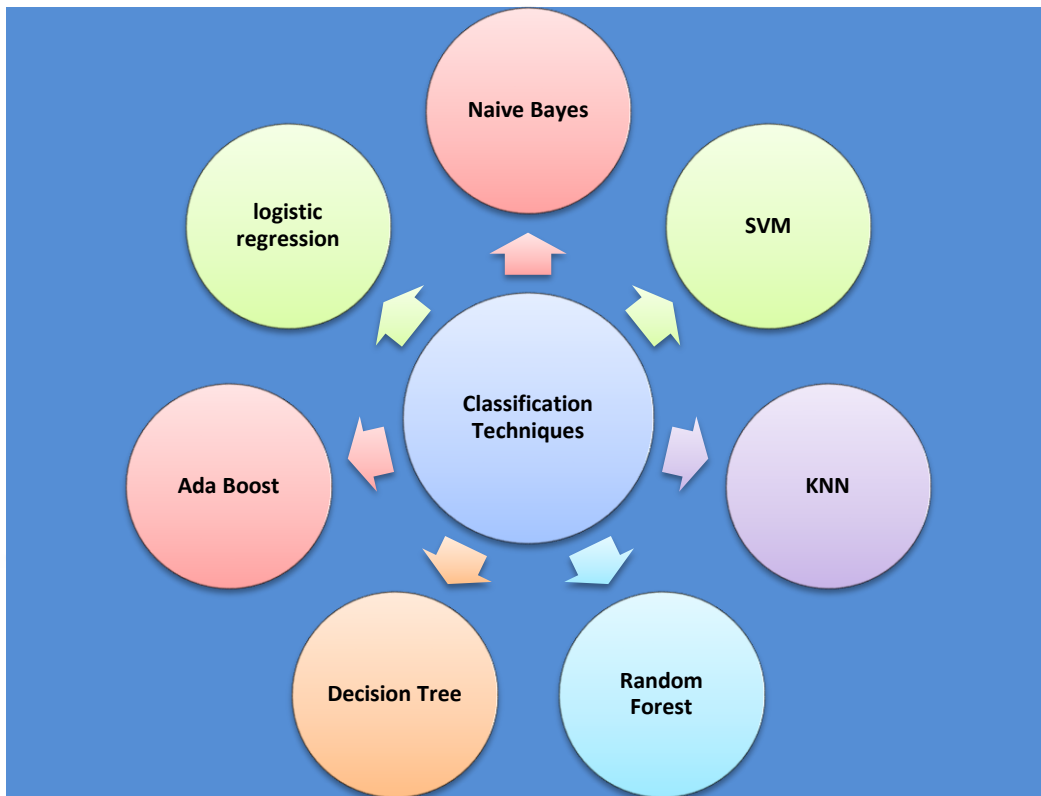 Naive Bayes
logistic
regression
SVM
Classification
Techniques
Ada Boost
KNN
Decision Tree
Random
Forest